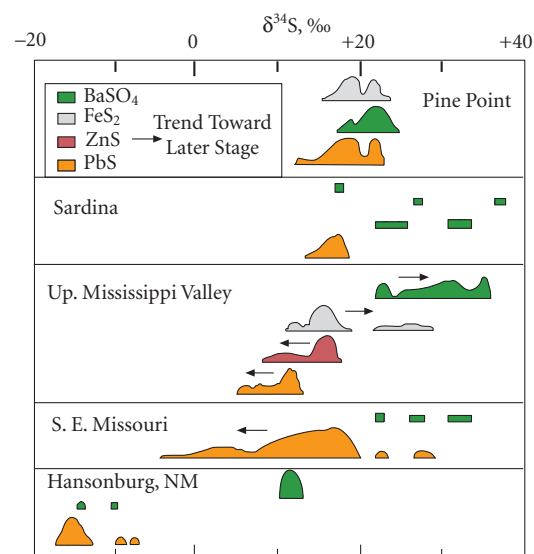 δ³⁴S, ‰
−20 0 +20 +40
BaSO₄
FeS₂
ZnS
PbS
Trend Toward
Later Stage
Pine Point
Sardina
Up. Mississippi Valley
S. E. Missouri
Hansonburg, NM